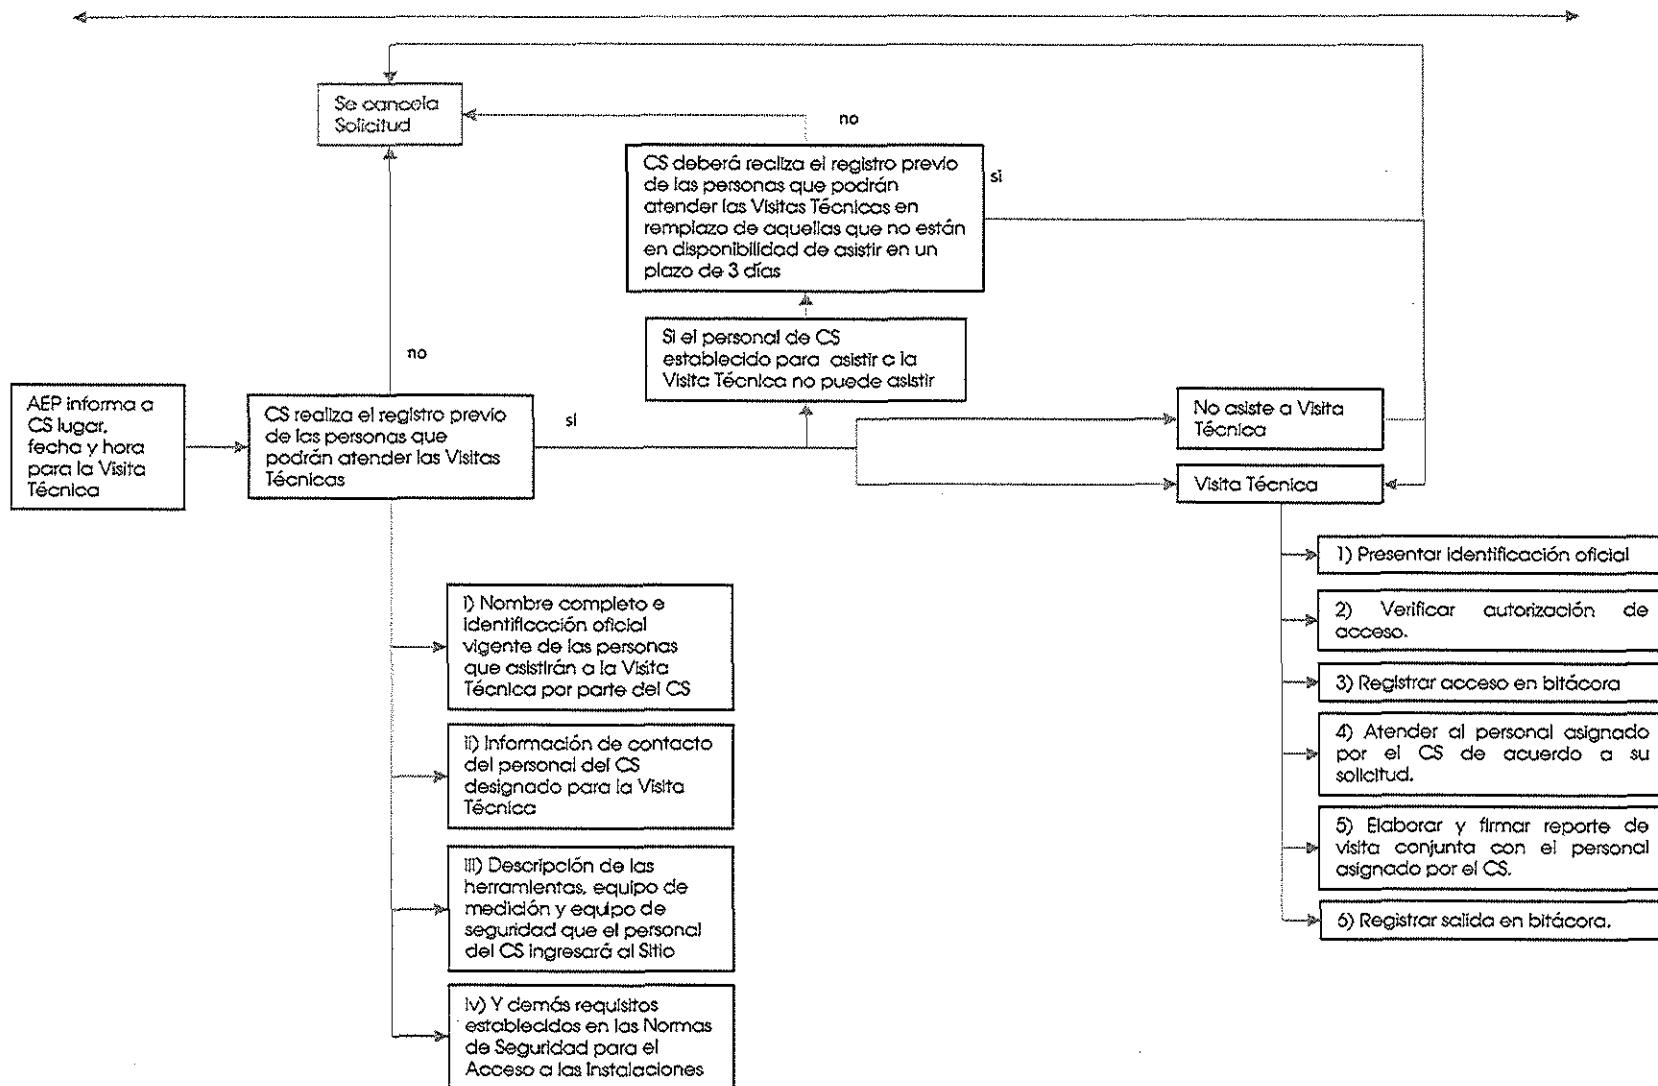 Se cancela
Solicitud
no
CS deberá recliza el registro previo
de las personas que podrán
atender las Visitas Técnicas en
remplazo de aquellas que no están
en disponibilidad de asistir en un
plazo de 3 días
si
Si el personal de CS
establecido para asistir a la
Visita Técnica no puede asistir
no
AEP informa a
CS lugar,
fecha y hora
para la Visita
Técnica
CS realiza el registro previo
de las personas que
podrán atender las Visitas
Técnicas
si
No asiste a Visita
Técnica
Visita Técnica
i) Nombre completo e
identificación oficial
vigente de las personas
que asistirán a la Visita
Técnica por parte del CS
ii) Información de contacto
del personal del CS
designado para la Visita
Técnica
iii) Descripción de las
herramientas, equipo de
medición y equipo de
seguridad que el personal
del CS ingresará al Sitio
iv) Y demás requisitos
establecidos en las Normas
de Seguridad para el
Acceso a las Instalaciones
1) Presentar identificación oficial
2) Verificar autorización de
acceso.
3) Registrar acceso en bitácora
4) Atender al personal asignado
por el CS de acuerdo a su
solicitud.
5) Elaborar y firmar reporte de
visita conjunta con el personal
asignado por el CS.
6) Registrar salida en bitácora.